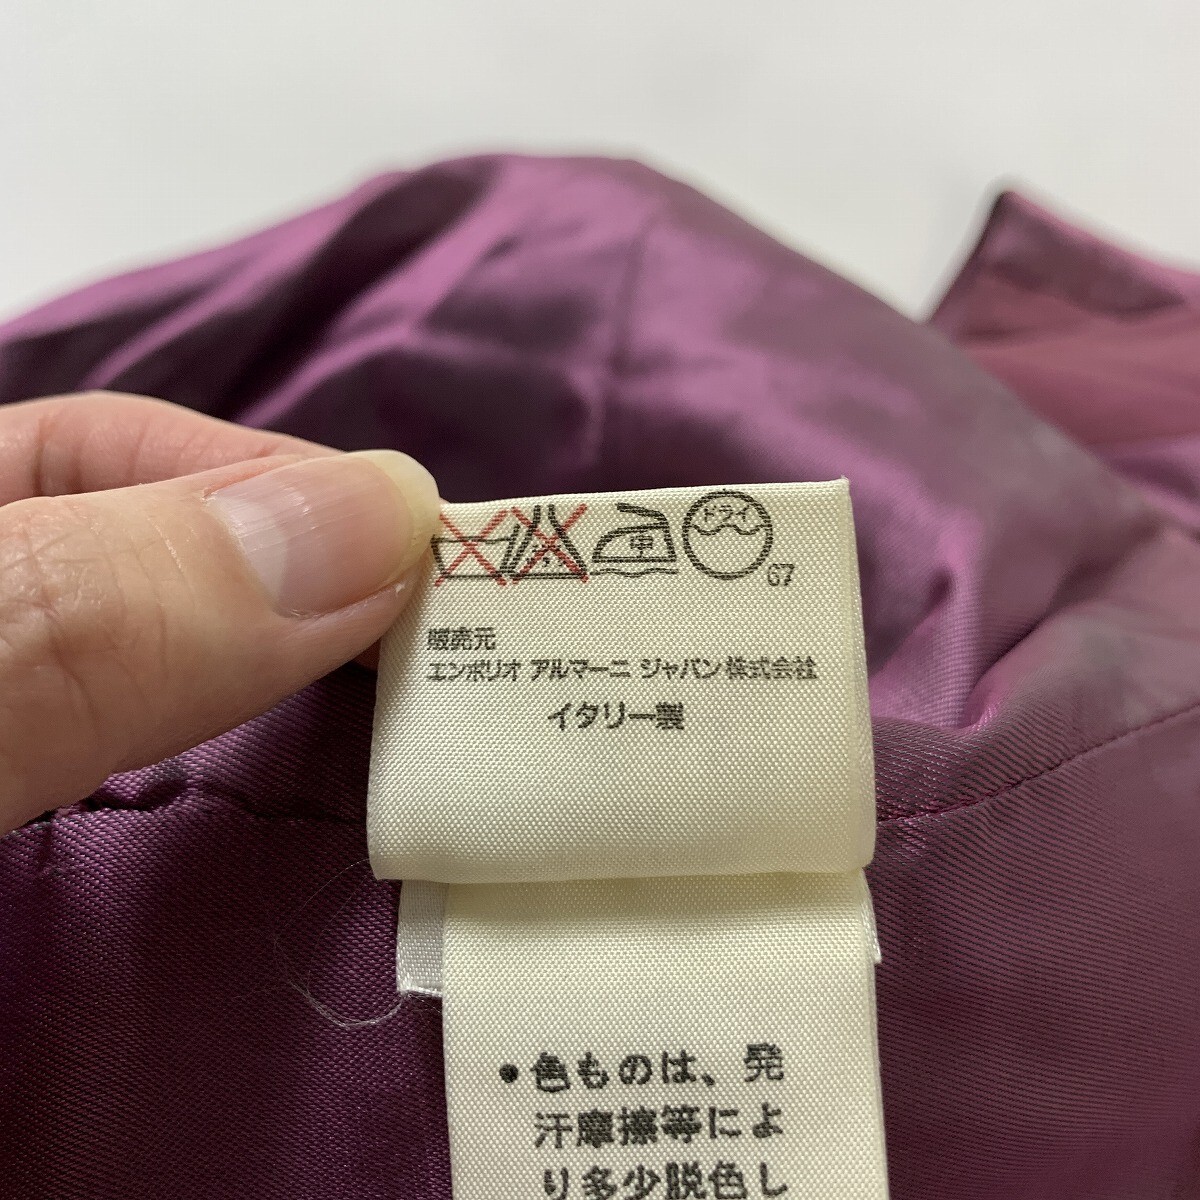 中
ドライ
G7
販売元
エンポリオ アルマーニ ジャパン株式会社
イタリー製
•色ものは、発
汗摩擦等によ
り多少脱色し